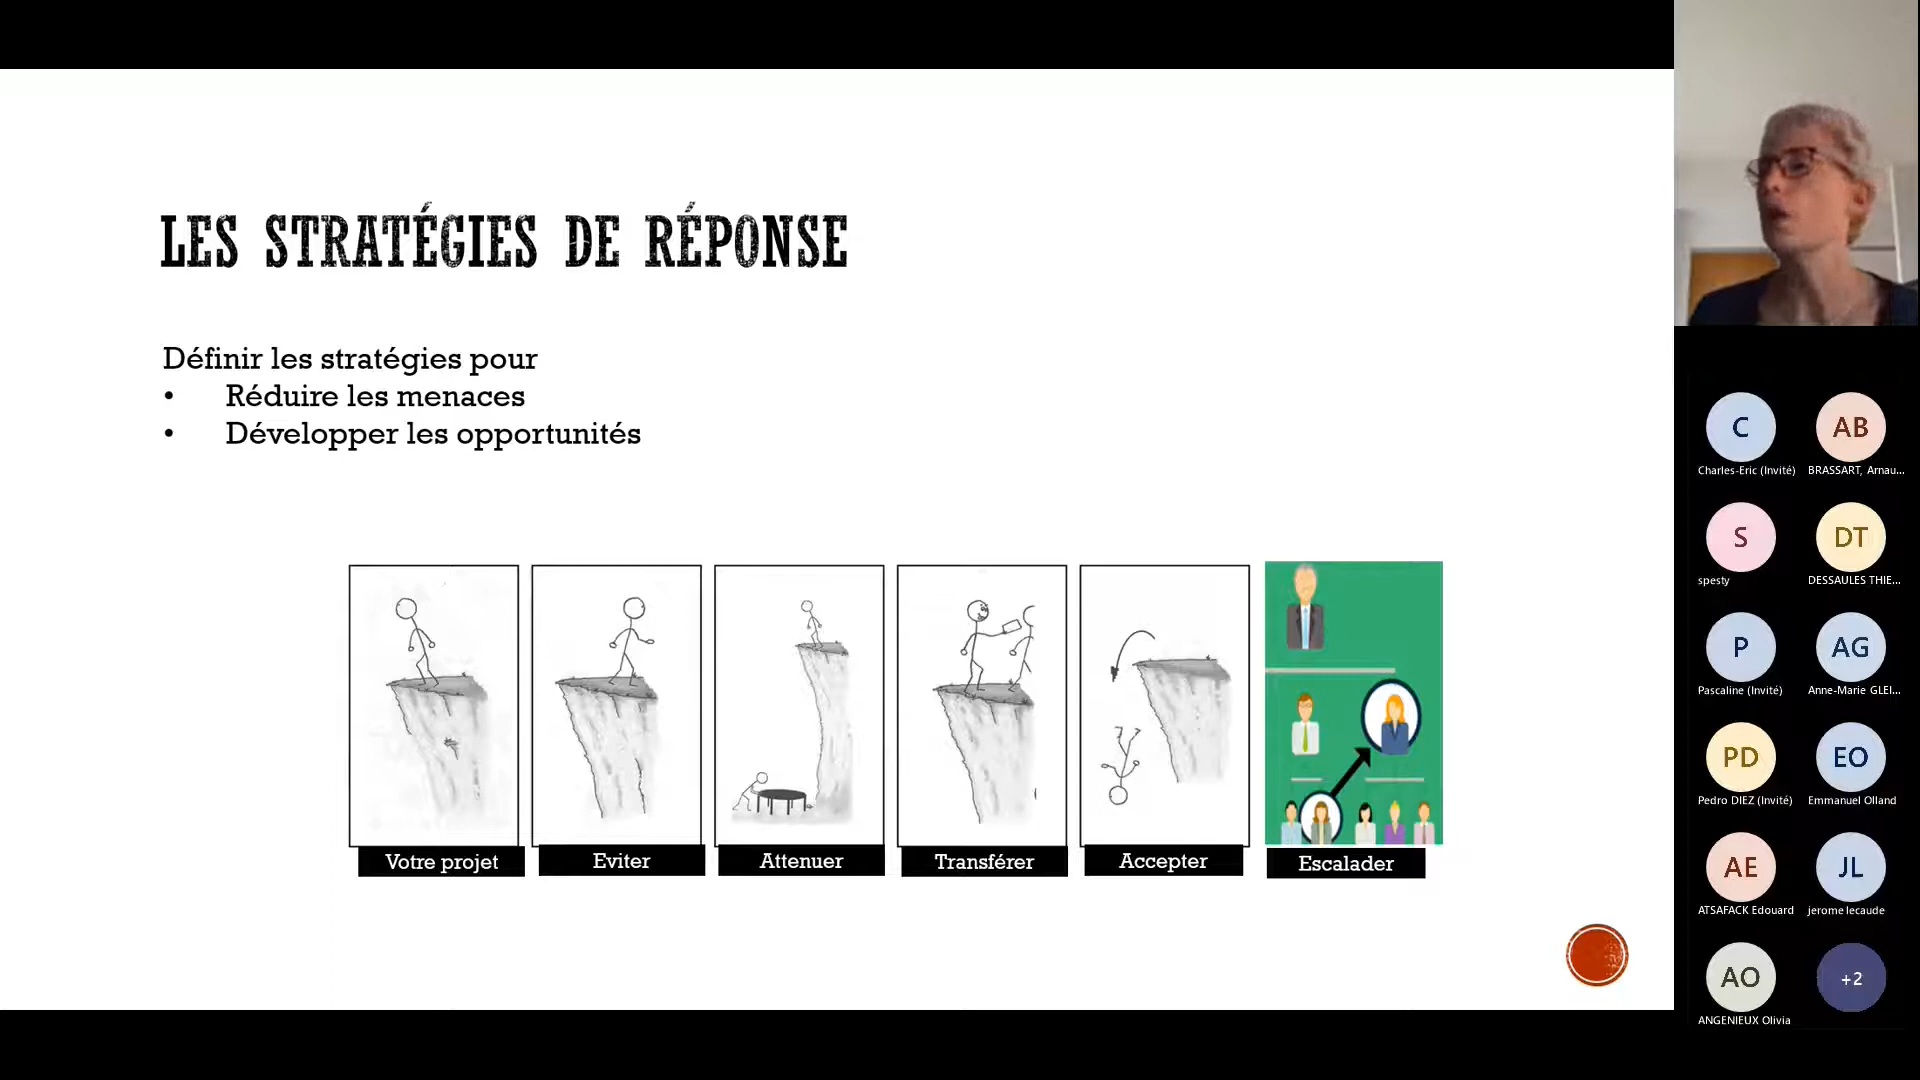 LES STRATÉGIES DE RÉPONSE
Définir les stratégies pour
• Réduire les menaces
• Développer les opportunités
Votre projet
Eviter
Attenuer
Transférer
Accepter
Escalader
C
AB
Charles-Eric (Invité)
BRASSART, Arnau...
S
DT
spesty
DESSAULES THIE...
P
AG
Pascaline (Invité)
Anne-Marie GLEI...
PD
EO
Pedro DIEZ (Invité)
Emmanuel Olland
AE
JL
ATSAFACK Edouard
jerome lecaude
AO
+2
ANGENIEUX Olivia